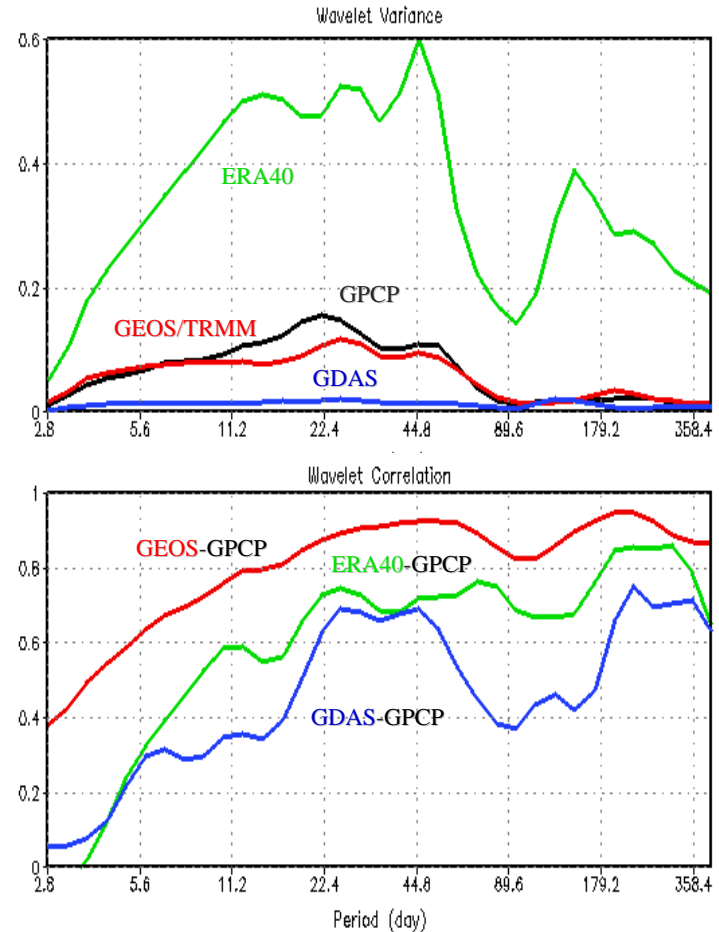 Wavelet Variance
0.6
0.4
0.2
0
ERA40
GPCP
GEOS/TRMM
GDAS
2.8 5.6 11.2 22.4 44.8 89.6 179.2 358.4
Wavelet Correlation
1
0.8
0.6
0.4
0.2
0
GEOS-GPCP
ERA40-GPCP
GDAS-GPCP
2.8 5.6 11.2 22.4 44.8 89.6 179.2 358.4
Period (day)